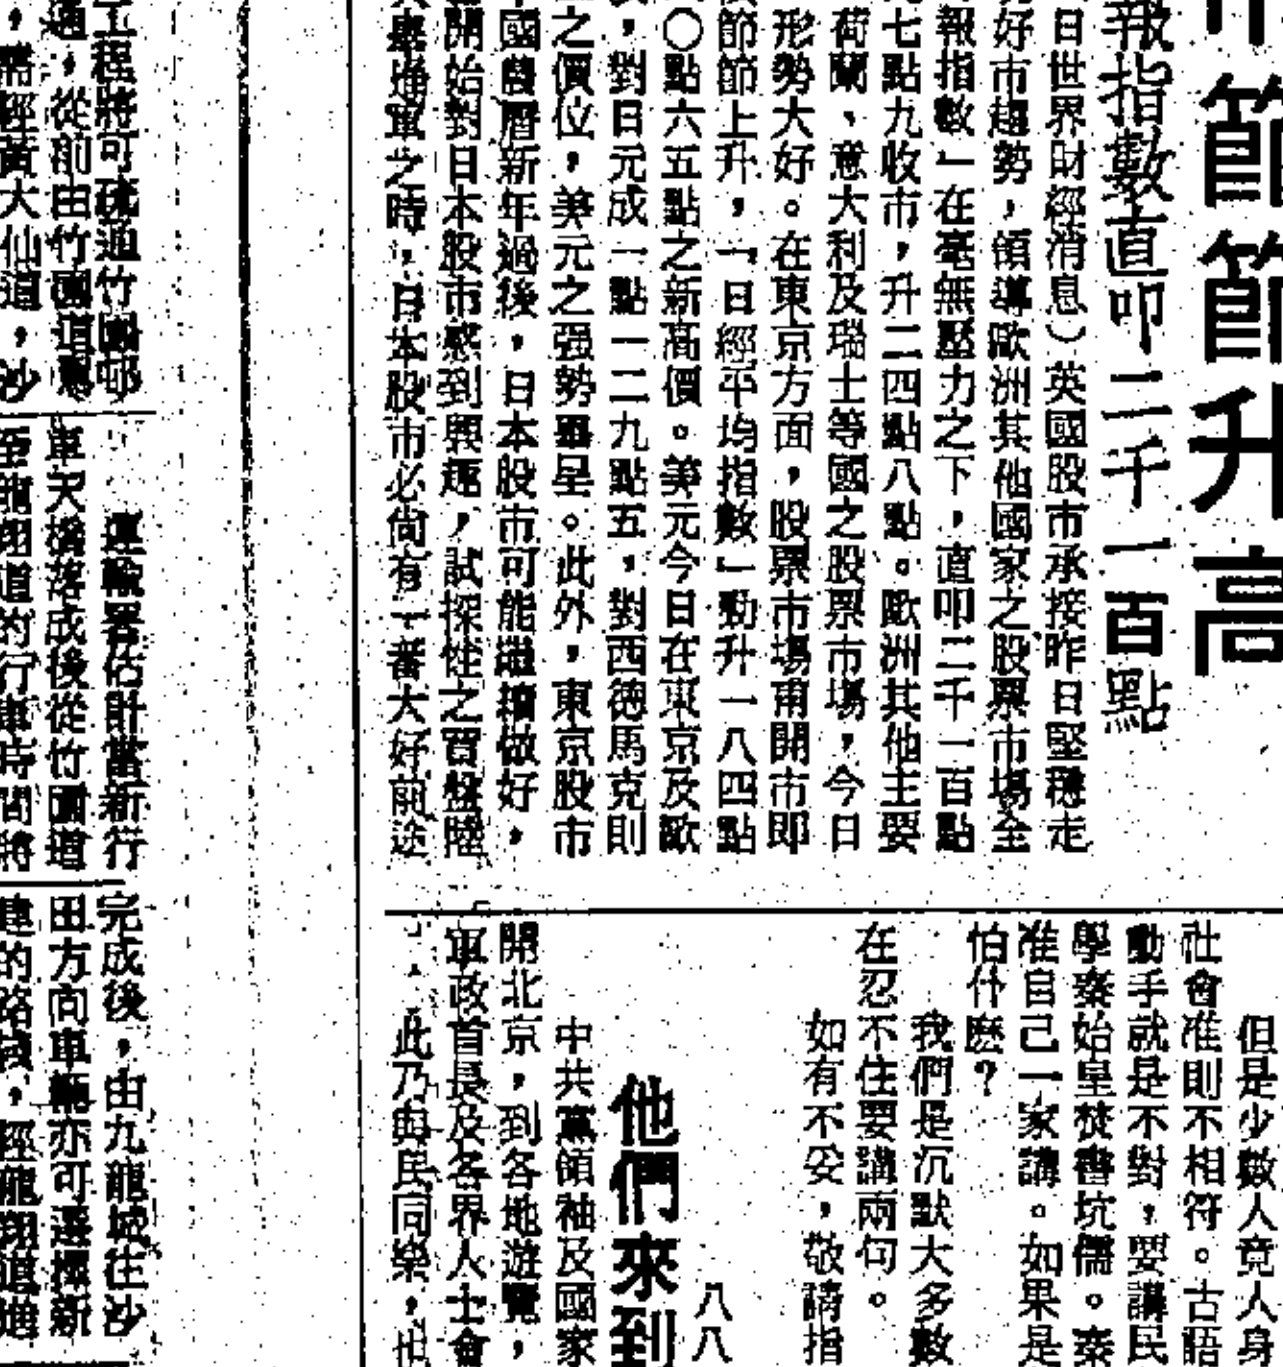 市節節升高
報指數直叩二千一百點
日世界財經消息）英國股市承接昨日堅穩走
好市趨勢，領導歐洲其他國家之股票市場全
報指數」在毫無壓力之下，直叩二千一百點
七點九收市，升二四點八點。歐洲其他主要
荷蘭、意大利及瑞士等國之股票市場，今日
形勢大好。在東京方面，股票市場甫開市即
節節上升，「日經平均指數」勁升一八四點
〇點六五點之新高價。美元今日在東京及歐
，對日元成一點一二九點五，對西德馬克則
之價位，美元之强勢畢呈。此外，東京股市
國農曆新年過後，日本股市可能繼續做好，
開始對日本股市感到興趣，試探性之買盤陸
進軍之時，日本股市必尚有一番大好前途
但是少數人竟人身
社會准則不相符。古語
動手就是不對，要講民
學秦始皇焚書坑儒。秦
准自己一家講。如果是
怕什麽？
我們是沉默大多數
在忍不住要講兩句。
如有不妥，敬請指
八八
他們來到
中共黨領袖及國家
開北京，到各地遊覽，
軍政首長及各界人士會
此乃與民同樂，也
工程將可疏通竹園邨
通，從前由竹園道
，需經黃大仙道，沙
運輸署估計當新行
車天橋落成後從竹園道
至龍翔道的行車時間將
完成後，由九龍城往沙
田方向車輛亦可選擇新
建的路綫，經龍翔道進